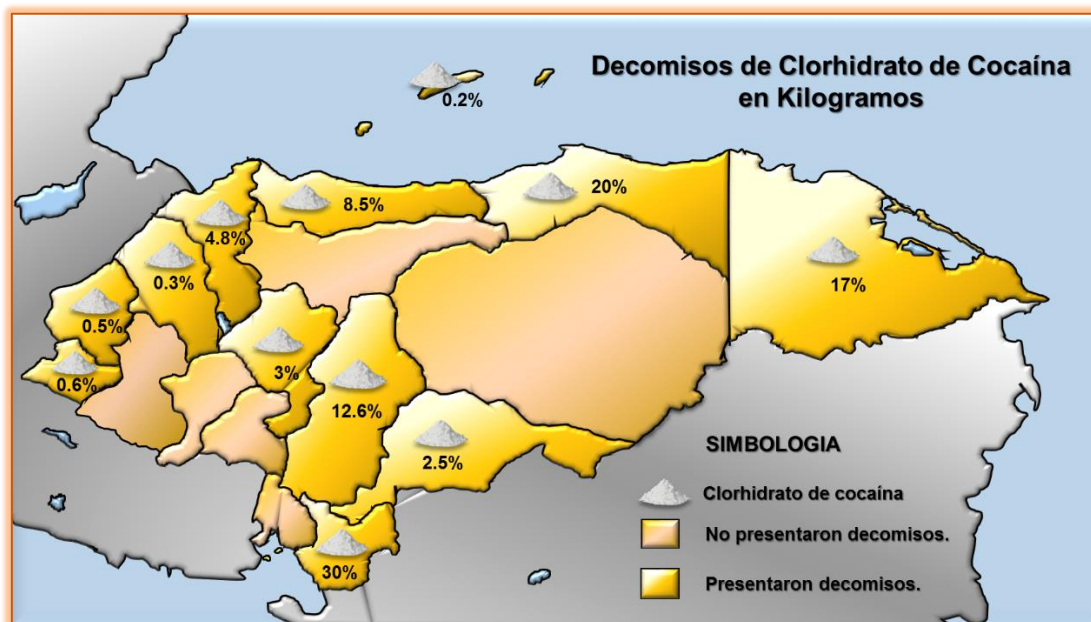 Decomisos de Clorhidrato de Cocaína
en Kilogramos
0.2%
20%
8.5%
4.8%
0.3%
17%
0.5%
3%
0.6%
12.6%
2.5%
30%
SIMBOLOGIA
Clorhidrato de cocaína
No presentaron decomisos.
Presentaron decomisos.